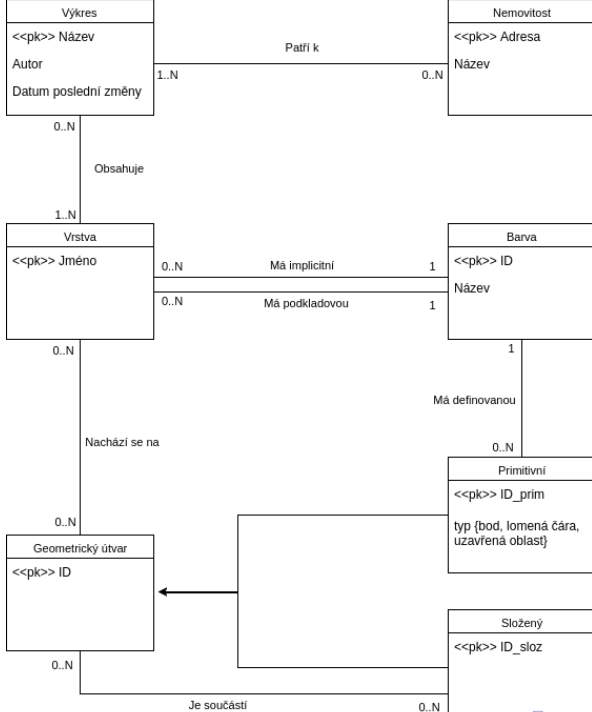 Výkres
<<pk>> Název
Autor
Datum poslední změny
Nemovitost
<<pk>> Adresa
Název
Patří k
1..N
0..N
0..N
Obsahuje
1..N
Vrstva
<<pk>> Jméno
Barva
<<pk>> ID
Název
0..N
Má implicitní
1
0..N
Má podkladovou
1
0..N
1
Má definovanou
0..N
Nachází se na
0..N
Primitivní
<<pk>> ID_prim
typ {bod, lomená čára,
uzavřená oblast}
Geometrický útvar
<<pk>> ID
Složený
<<pk>> ID_sloz
0..N
Je součástí
0..N